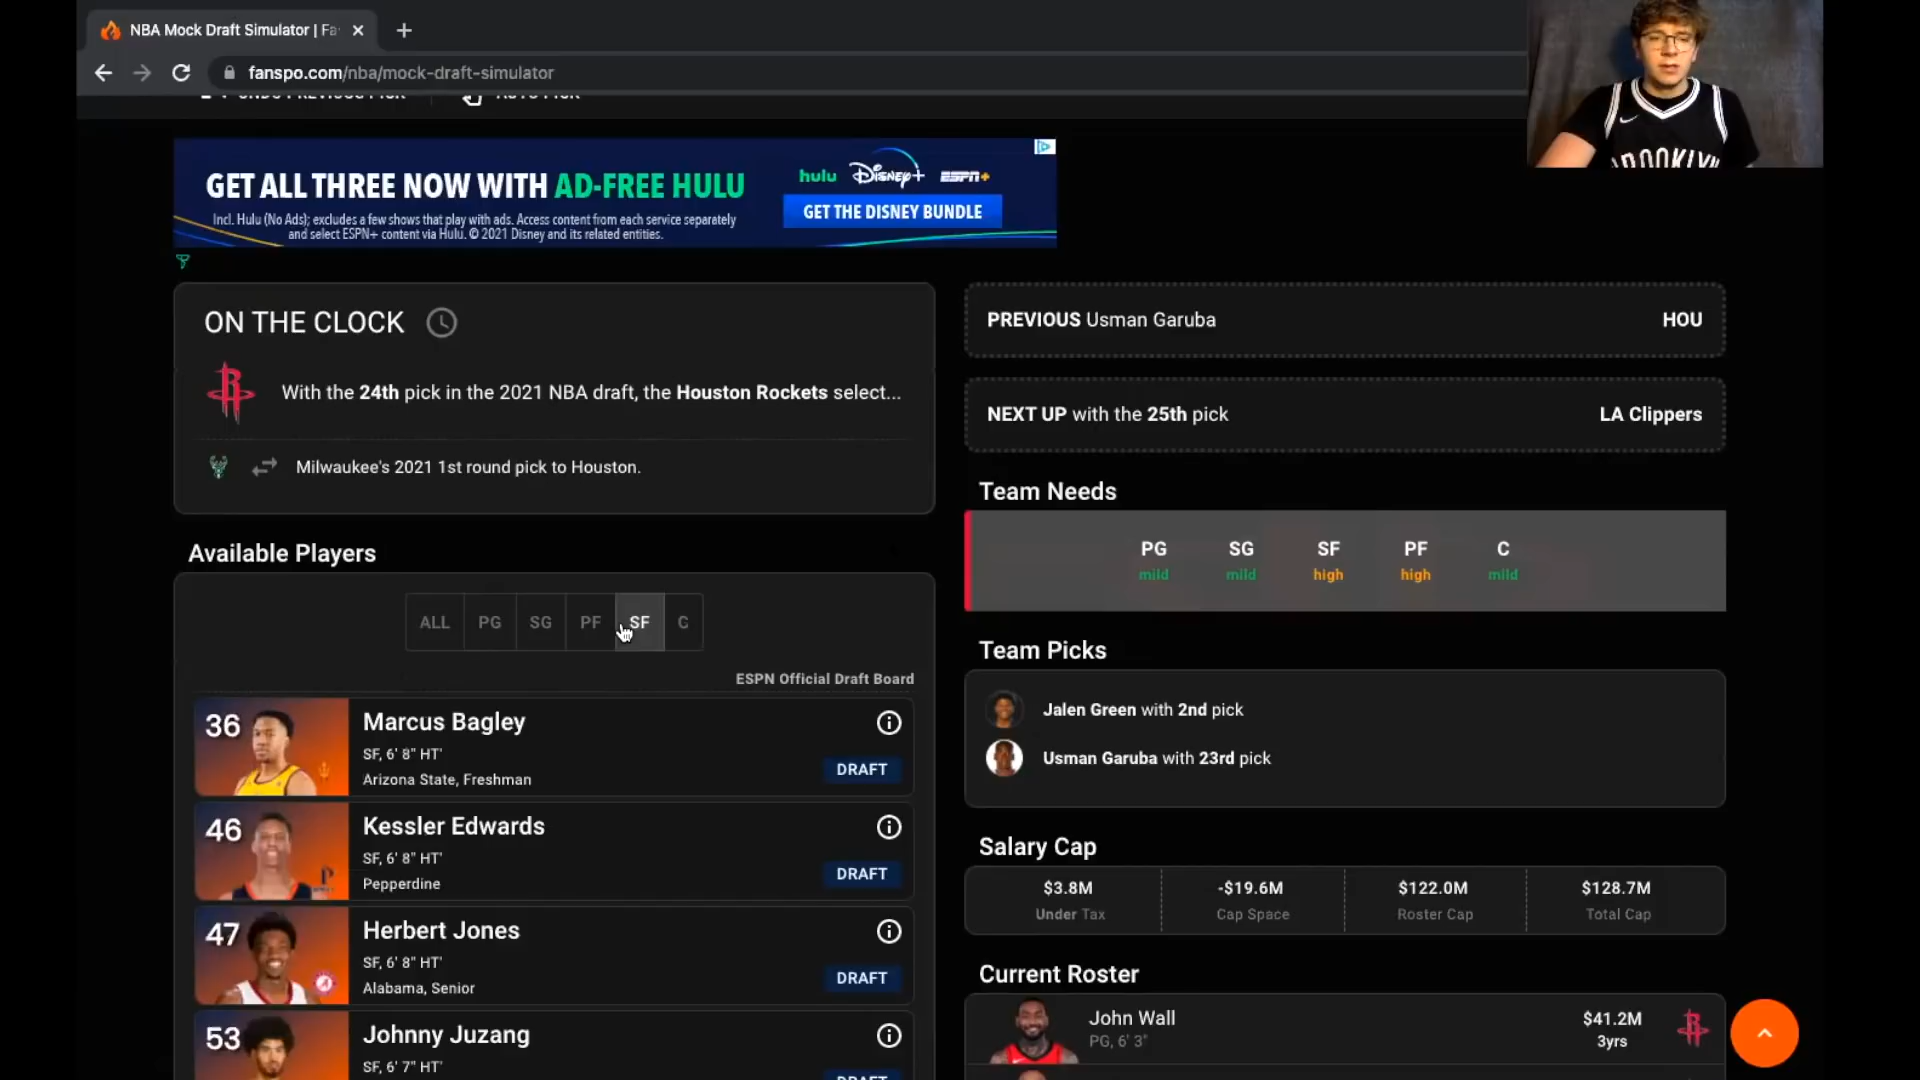 NBA Mock Draft Simulator | Fa
fanspo.com/nba/mock-draft-simulator
AUTO PICK
GET ALL THREE NOW WITH AD-FREE HULU
Incl. Hulu (No Ads); excludes a few shows that play with ads. Access content from each service separately
and select ESPN+ content via Hulu. © 2021 Disney and its related entities.
hulu Disney+ ESPN+
GET THE DISNEY BUNDLE
BROOKLYN
ON THE CLOCK
With the 24th pick in the 2021 NBA draft, the Houston Rockets select...
Milwaukee's 2021 1st round pick to Houston.
PREVIOUS Usman Garuba HOU
NEXT UP with the 25th pick LA Clippers
Team Needs
PG SG SF PF C
mild mild high high mild
Available Players
ALL PG SG PF SF C
ESPN Official Draft Board
36 Marcus Bagley
SF, 6' 8" HT'
Arizona State, Freshman
DRAFT
46 Kessler Edwards
SF, 6' 8" HT'
Pepperdine
DRAFT
47 Herbert Jones
SF, 6' 8" HT'
Alabama, Senior
DRAFT
53 Johnny Juzang
SF, 6' 7" HT'
DRAFT
Team Picks
Jalen Green with 2nd pick
Usman Garuba with 23rd pick
Salary Cap
$3.8M -$19.6M $122.0M $128.7M
Under Tax Cap Space Roster Cap Total Cap
Current Roster
John Wall $41.2M
PG, 6' 3" 3yrs